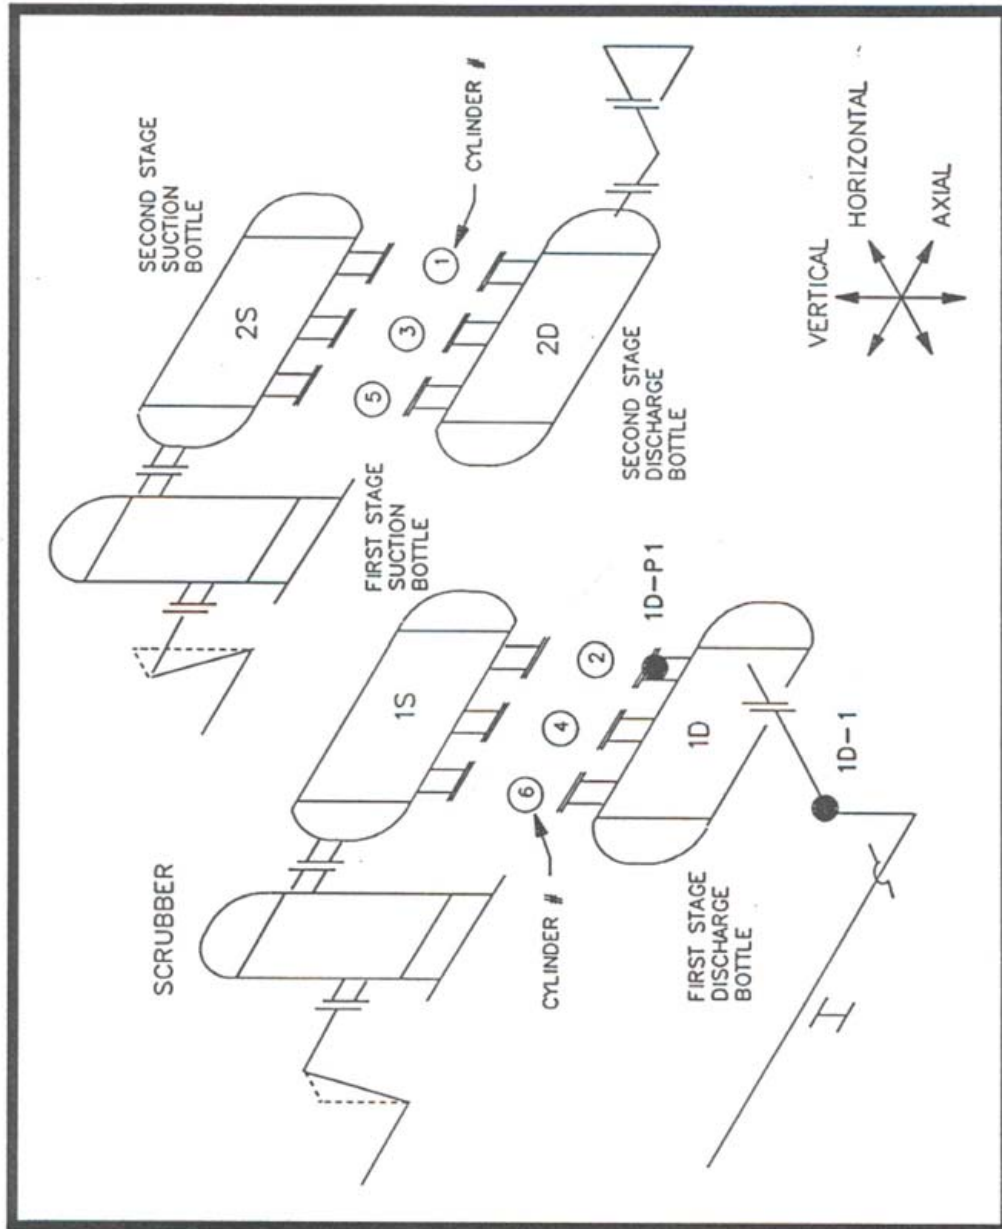 SECOND STAGE
SUCTION
BOTTLE
2S
CYLINDER #
1
3
5
2D
SECOND STAGE
DISCHARGE
BOTTLE
VERTICAL
HORIZONTAL
AXIAL
SCRUBBER
FIRST STAGE
SUCTION
BOTTLE
1S
2
4
6
CYLINDER #
1D-P1
1D
1D-1
FIRST STAGE
DISCHARGE
BOTTLE